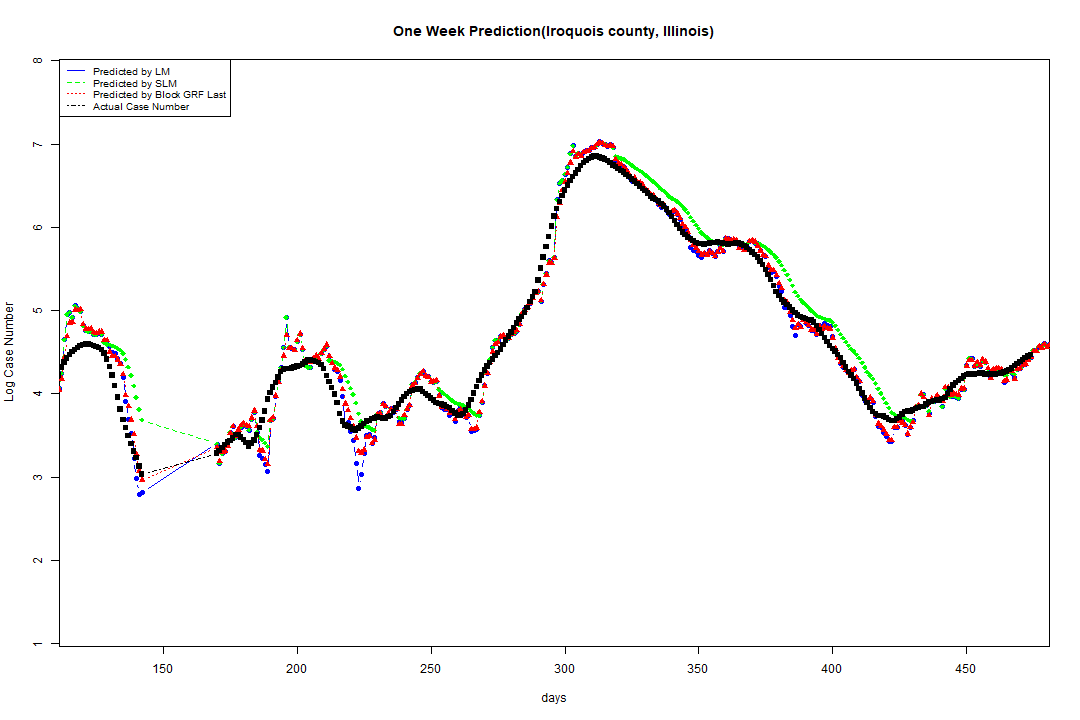 One Week Prediction(Iroquois county, Illinois)
Predicted by LM
Predicted by SLM
Predicted by Block GRF Last
Actual Case Number
Log Case Number
8
7
6
5
4
3
2
1
150 200 250 300 350 400 450
days